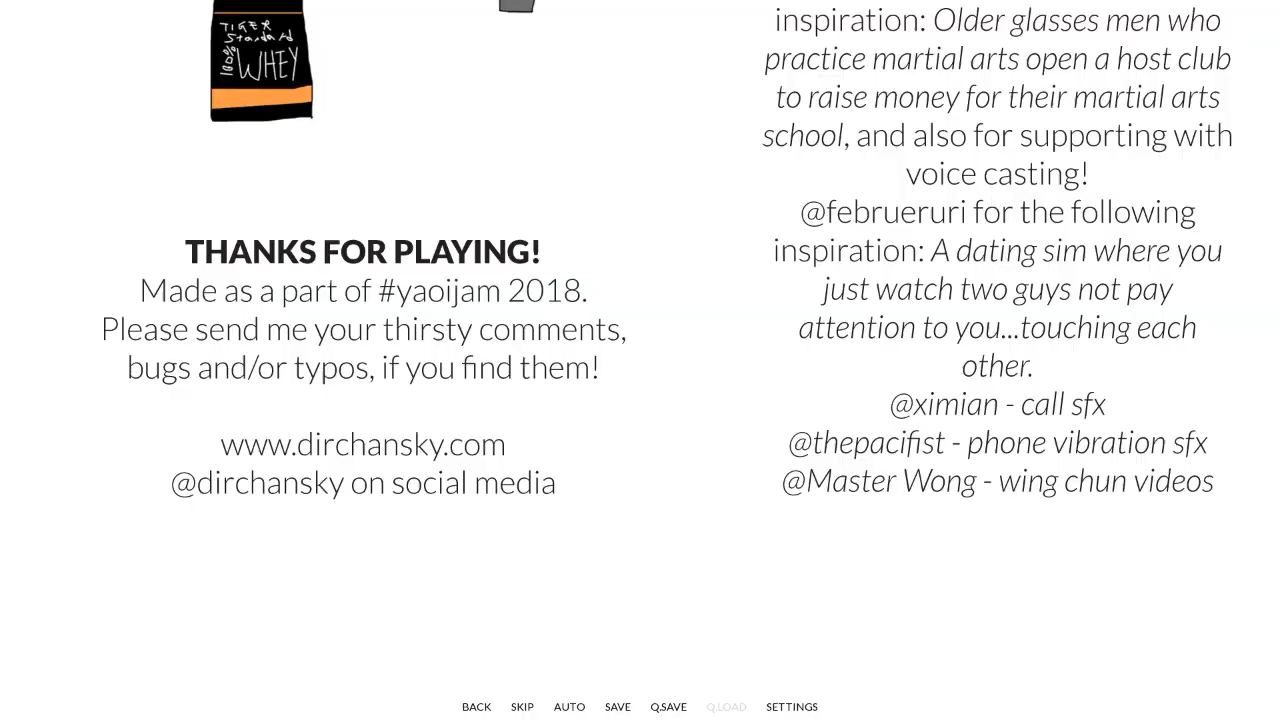 TIGER
Standard
100% WHEY
THANKS FOR PLAYING!
Made as a part of #yaoijam 2018.
Please send me your thirsty comments,
bugs and/or typos, if you find them!
www.dirchansky.com
@dirchansky on social media
inspiration: Older glasses men who
practice martial arts open a host club
to raise money for their martial arts
school, and also for supporting with
voice casting!
@februeruri for the following
inspiration: A dating sim where you
just watch two guys not pay
attention to you...touching each
other.
@ximian - call sfx
@thepacifist - phone vibration sfx
@Master Wong - wing chun videos
BACK SKIP AUTO SAVE Q.SAVE Q.LOAD SETTINGS